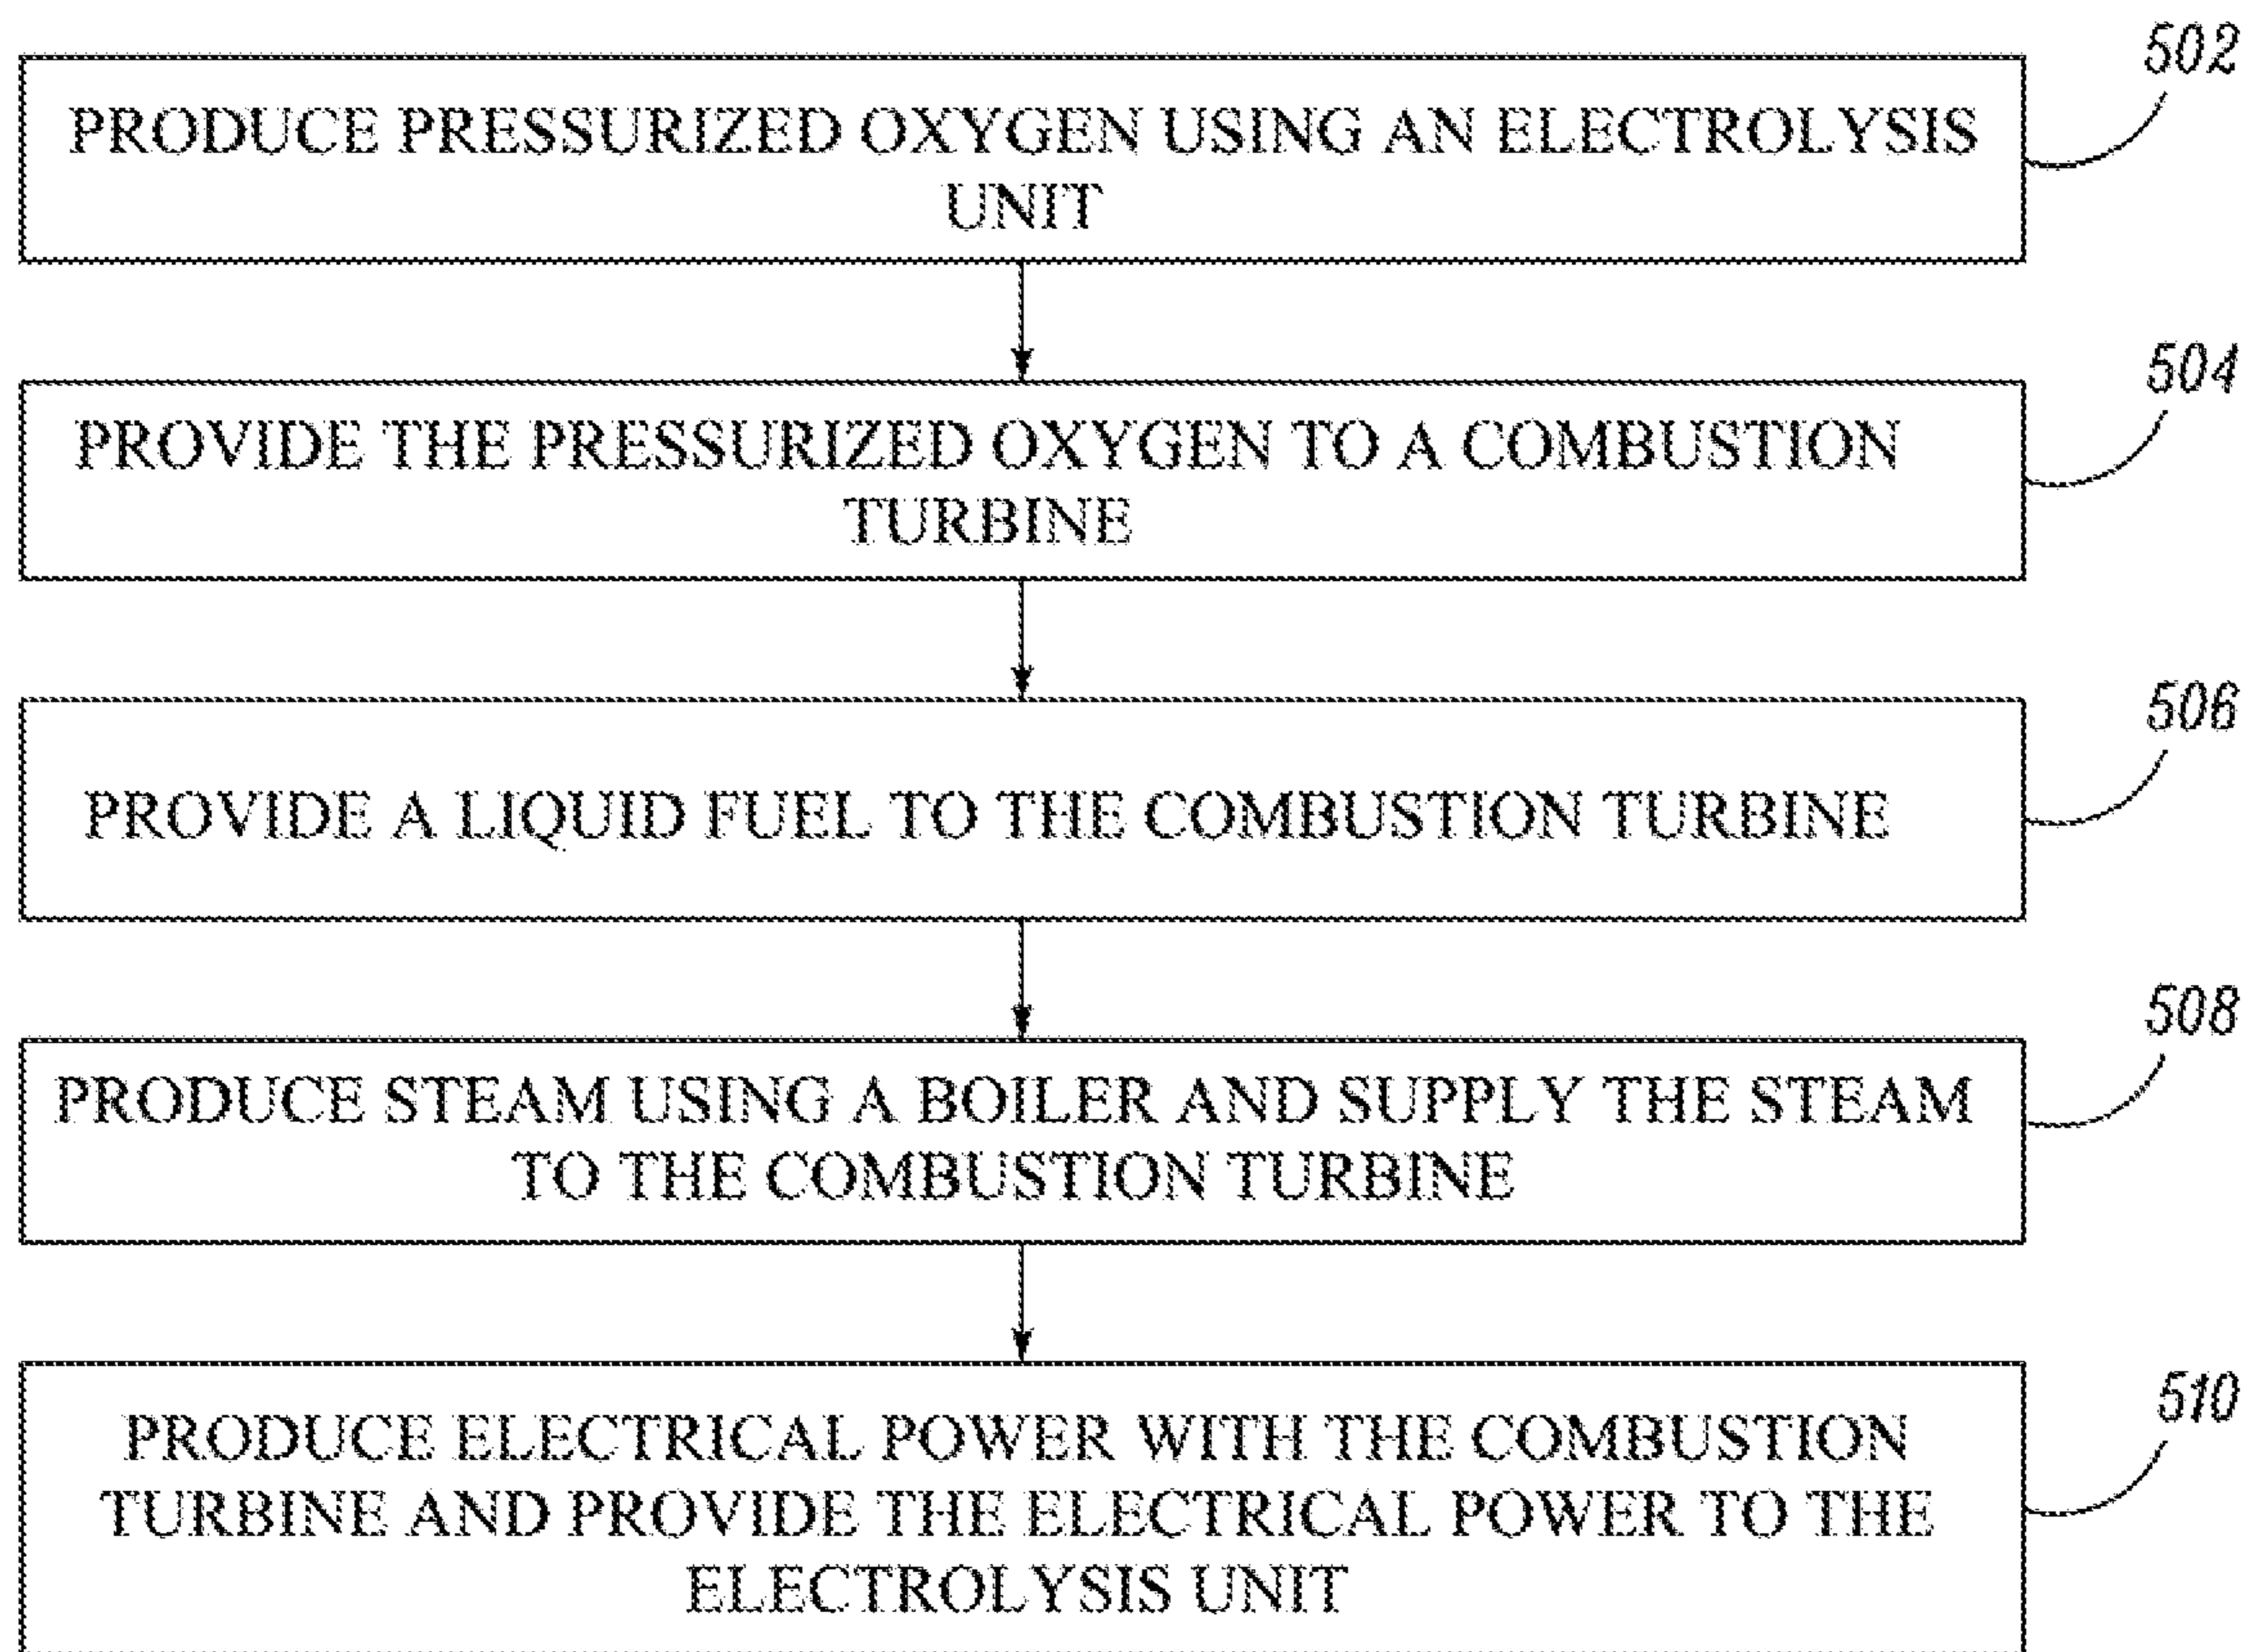 502
PRODUCE PRESSURIZED OXYGEN USING AN ELECTROLYSIS
UNIT
504
PROVIDE THE PRESSURIZED OXYGEN TO A COMBUSTION
TURBINE
506
PROVIDE A LIQUID FUEL TO THE COMBUSTION TURBINE
508
PRODUCE STEAM USING A BOILER AND SUPPLY THE STEAM
TO THE COMBUSTION TURBINE
510
PRODUCE ELECTRICAL POWER WITH THE COMBUSTION
TURBINE AND PROVIDE THE ELECTRICAL POWER TO THE
ELECTROLYSIS UNIT